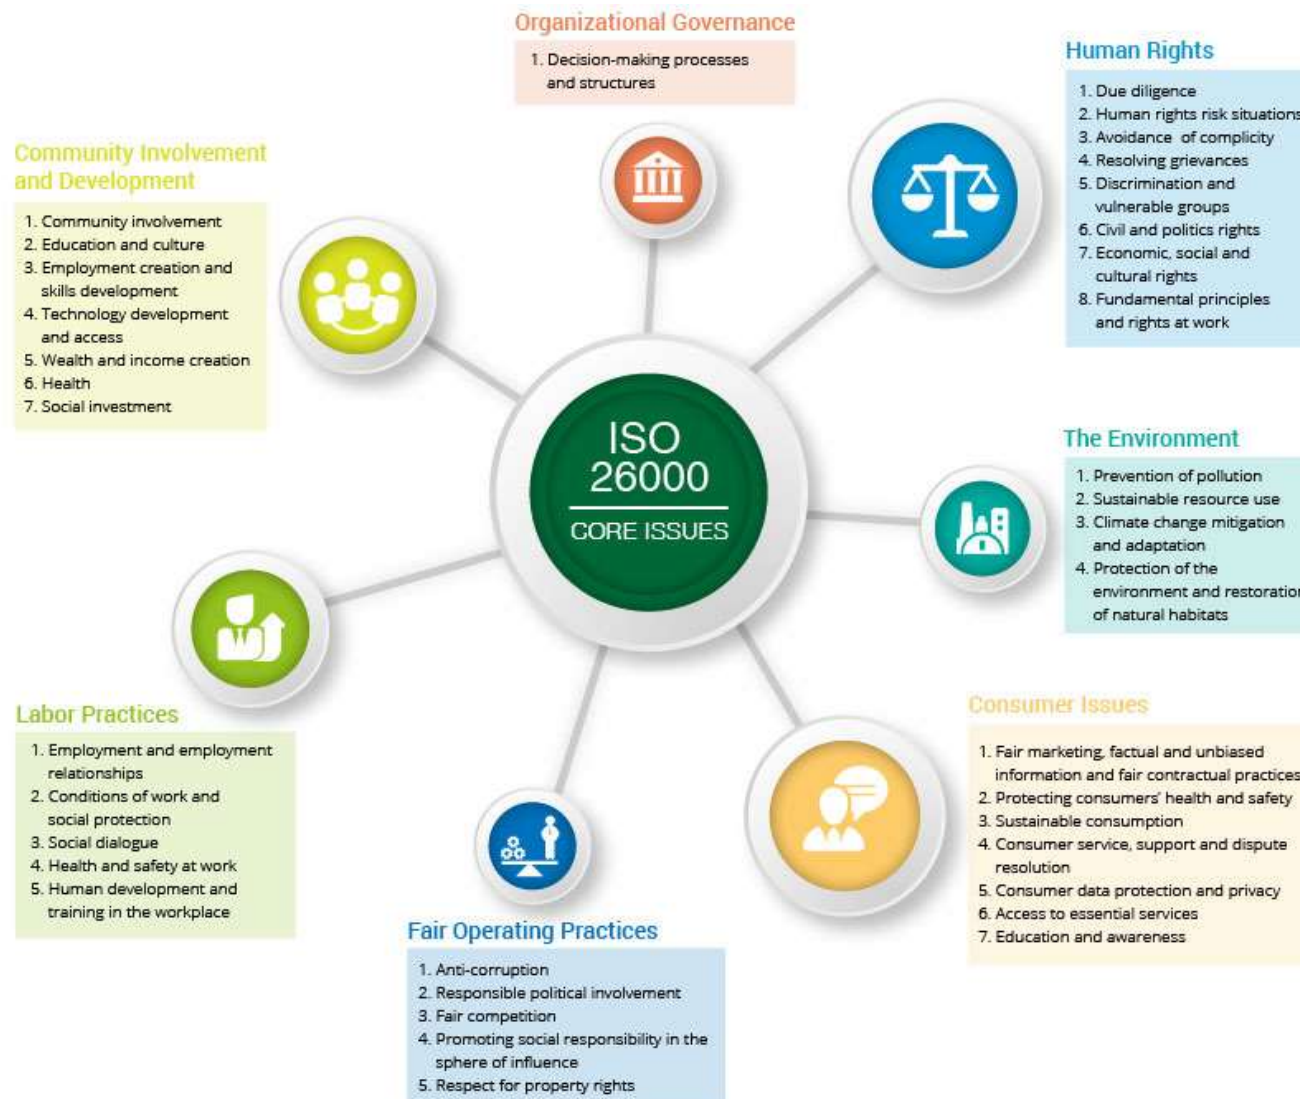 Organizational Governance
1. Decision-making processes
and structures
Human Rights
1. Due diligence
2. Human rights risk situations
3. Avoidance of complicity
4. Resolving grievances
5. Discrimination and
vulnerable groups
6. Civil and politics rights
7. Economic, social and
cultural rights
8. Fundamental principles
and rights at work
Community Involvement
and Development
1. Community involvement
2. Education and culture
3. Employment creation and
skills development
4. Technology development
and access
5. Wealth and income creation
6. Health
7. Social investment
ISO
26000
CORE ISSUES
The Environment
1. Prevention of pollution
2. Sustainable resource use
3. Climate change mitigation
and adaptation
4. Protection of the
environment and restoration
of natural habitats
Labor Practices
1. Employment and employment
relationships
2. Conditions of work and
social protection
3. Social dialogue
4. Health and safety at work
5. Human development and
training in the workplace
Consumer Issues
1. Fair marketing, factual and unbiased
information and fair contractual practices
2. Protecting consumers' health and safety
3. Sustainable consumption
4. Consumer service, support and dispute
resolution
5. Consumer data protection and privacy
6. Access to essential services
7. Education and awareness
Fair Operating Practices
1. Anti-corruption
2. Responsible political involvement
3. Fair competition
4. Promoting social responsibility in the
sphere of influence
5. Respect for property rights